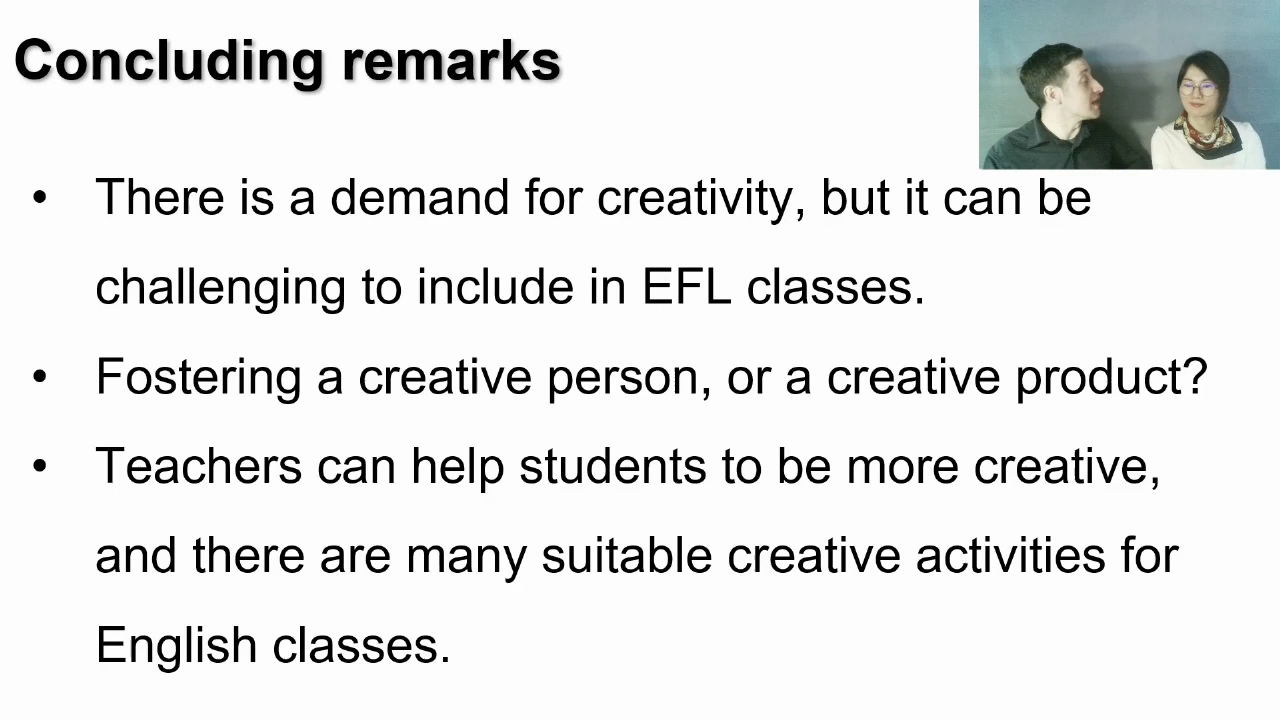 Concluding remarks
• There is a demand for creativity, but it can be
challenging to include in EFL classes.
• Fostering a creative person, or a creative product?
• Teachers can help students to be more creative,
and there are many suitable creative activities for
English classes.